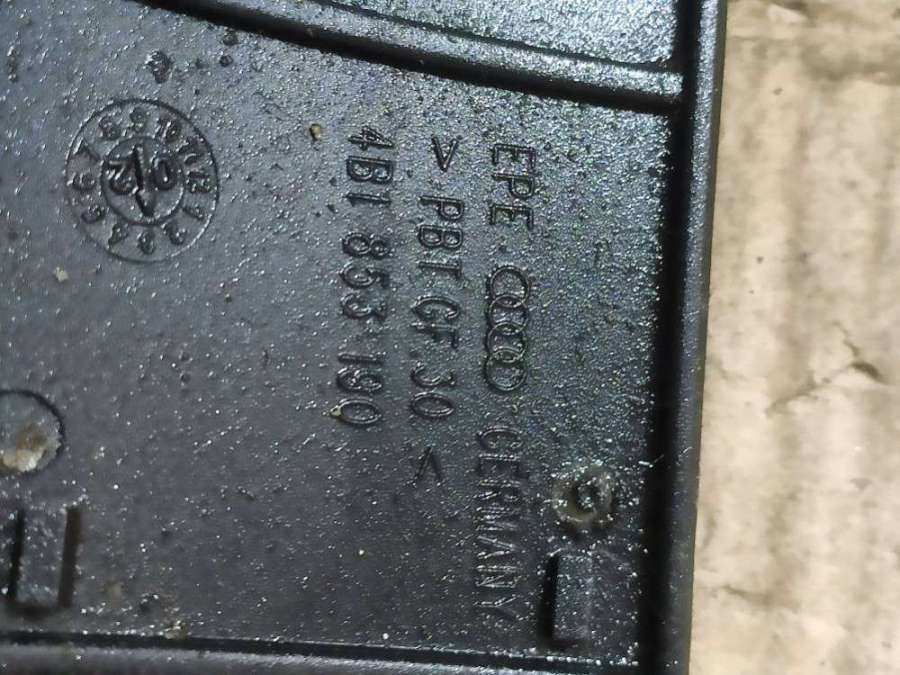 EPE. GERMANY
> PBT.GF.30 <
4B1 853 190